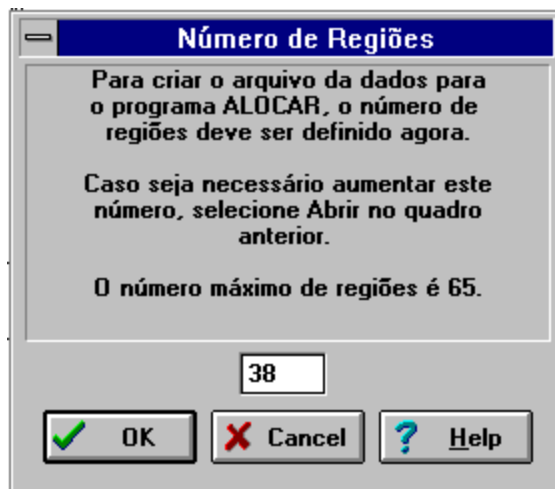 Número de Regiões
Para criar o arquivo da dados para
o programa ALOCAR, o número de
regiões deve ser definido agora.
Caso seja necessário aumentar este
número, selecione Abrir no quadro
anterior.
O número máximo de regiões é 65.
38
OK
Cancel
Help